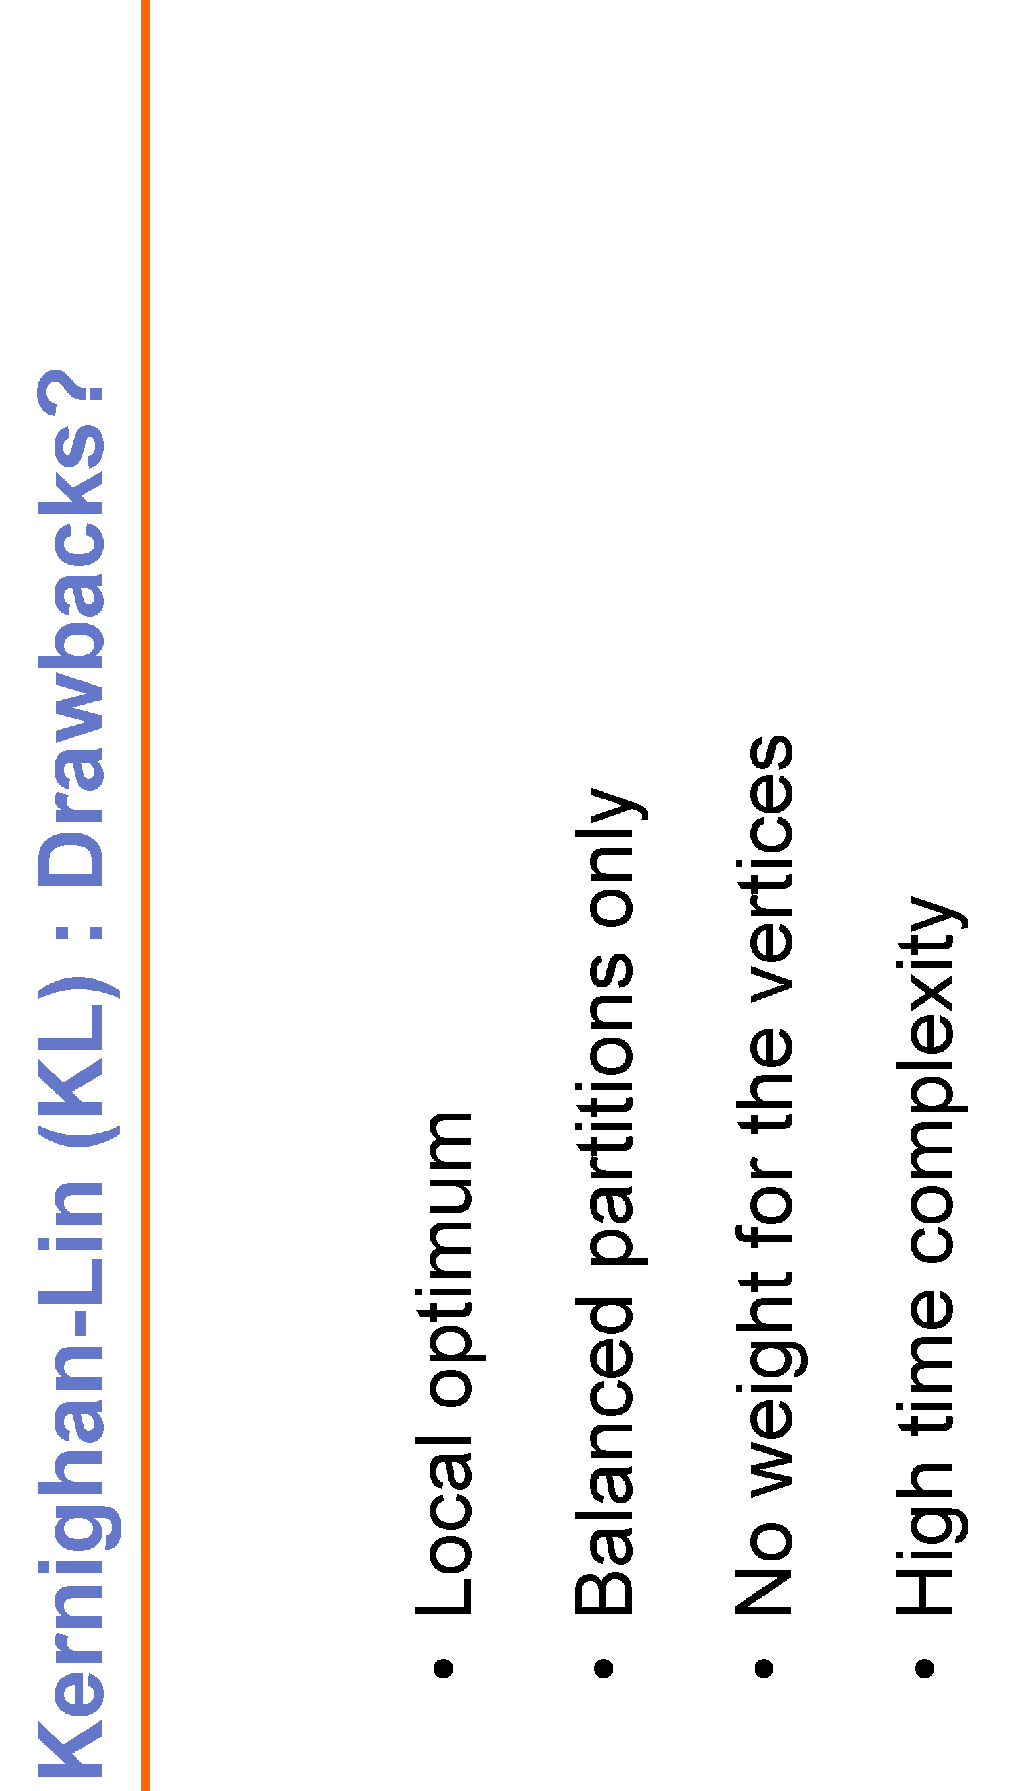 Kernighan-Lin (KL) : Drawbacks?
• Local optimum
• Balanced partitions only
• No weight for the vertices
• High time complexity